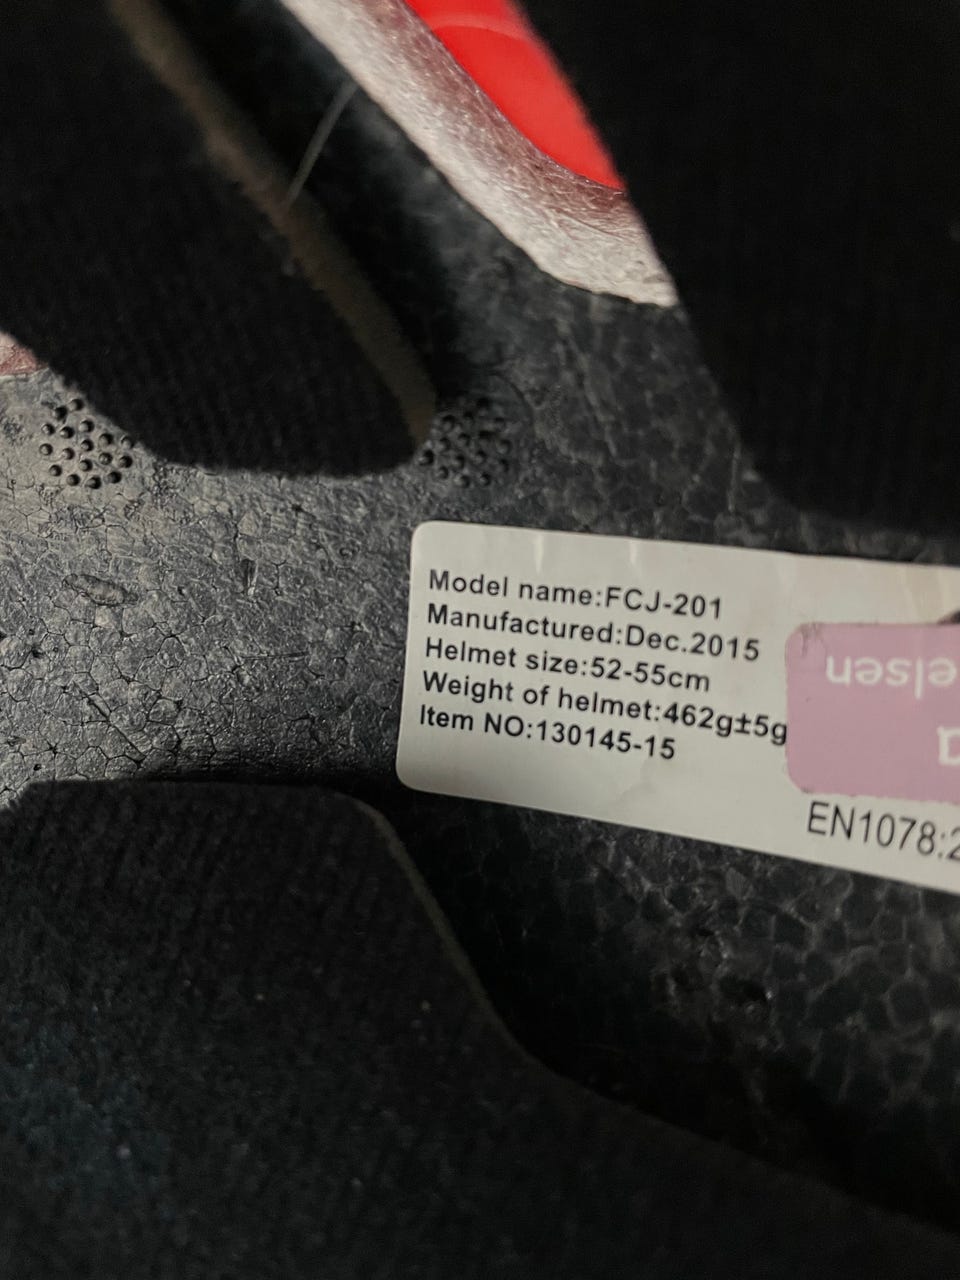 Model name:FCJ-201
Manufactured:Dec.2015
Helmet size:52-55cm
Weight of helmet:462g±5g
Item NO:130145-15
EN1078:2